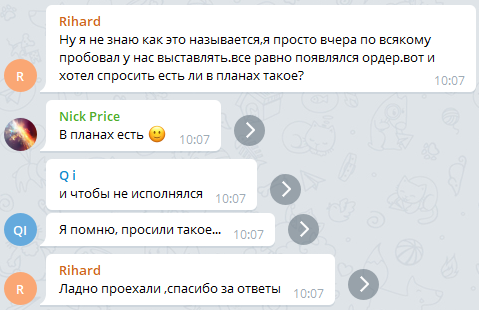 Rihard
Ну я не знаю как это называется,я просто вчера по всякому
пробовал у нас выставлять.все равно появлялся ордер.вот и
хотел спросить есть ли в планах такое?
10:07
R
Nick Price
В планах есть 🙂
10:07
Q i
и чтобы не исполнялся
10:07
QI
Я помню, просили такое...
10:07
Rihard
Ладно проехали ,спасибо за ответы
10:07
R